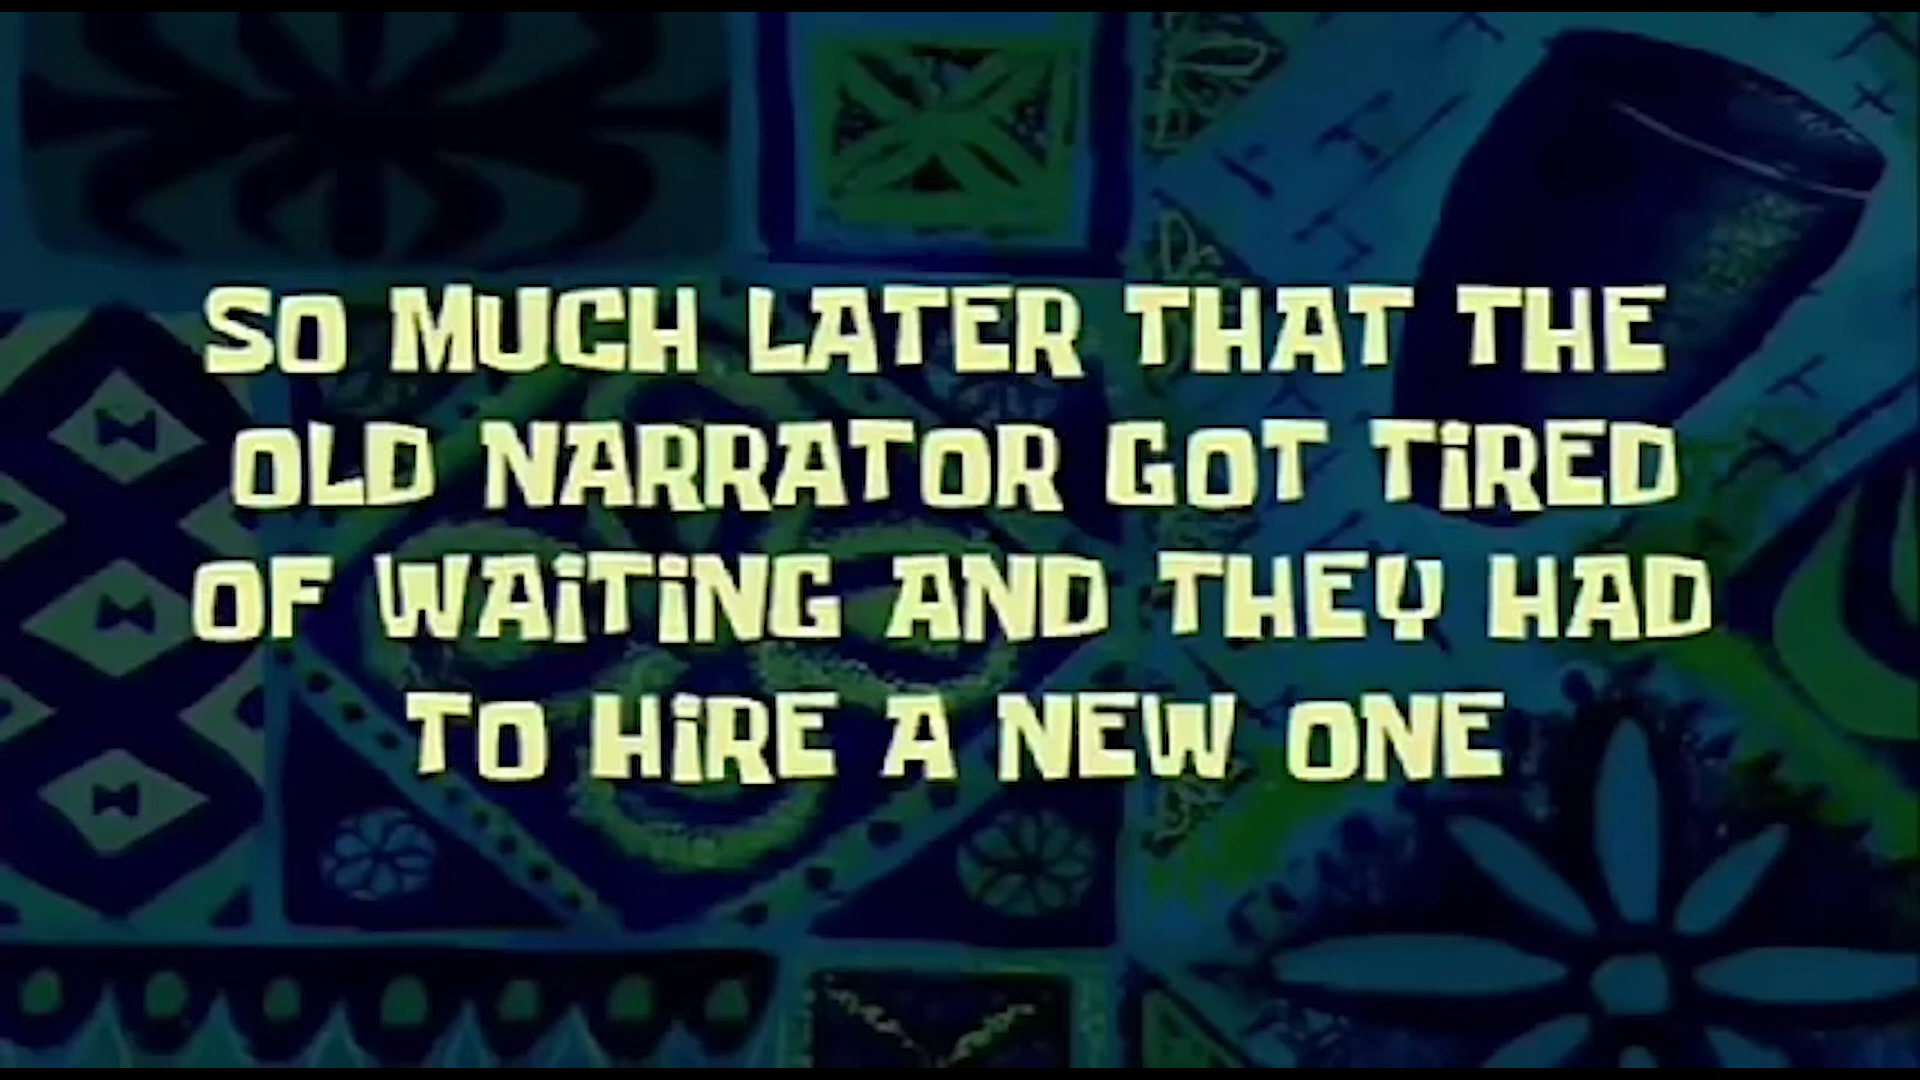 SO MUCH LATER THAT THE
OLD NARRATOR GOT TiRED
OF WAiTiNG AND THEY HAD
TO HiRE A NEW ONE